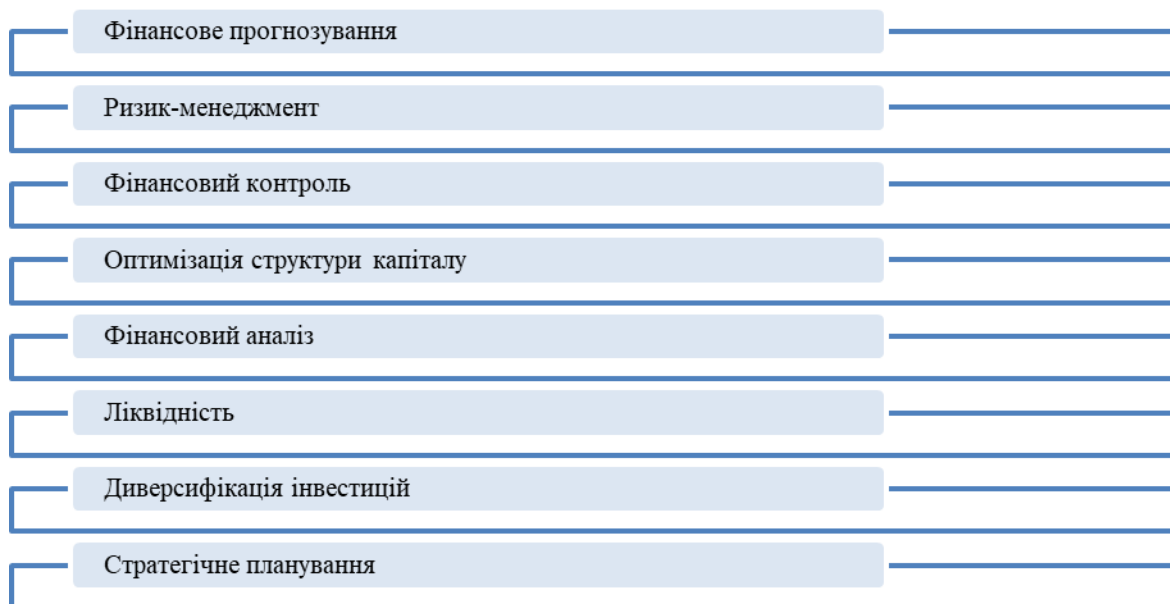 Фінансове прогнозування
Ризик-менеджмент
Фінансовий контроль
Оптимізація структури капіталу
Фінансовий аналіз
Ліквідність
Диверсифікація інвестицій
Стратегічне планування